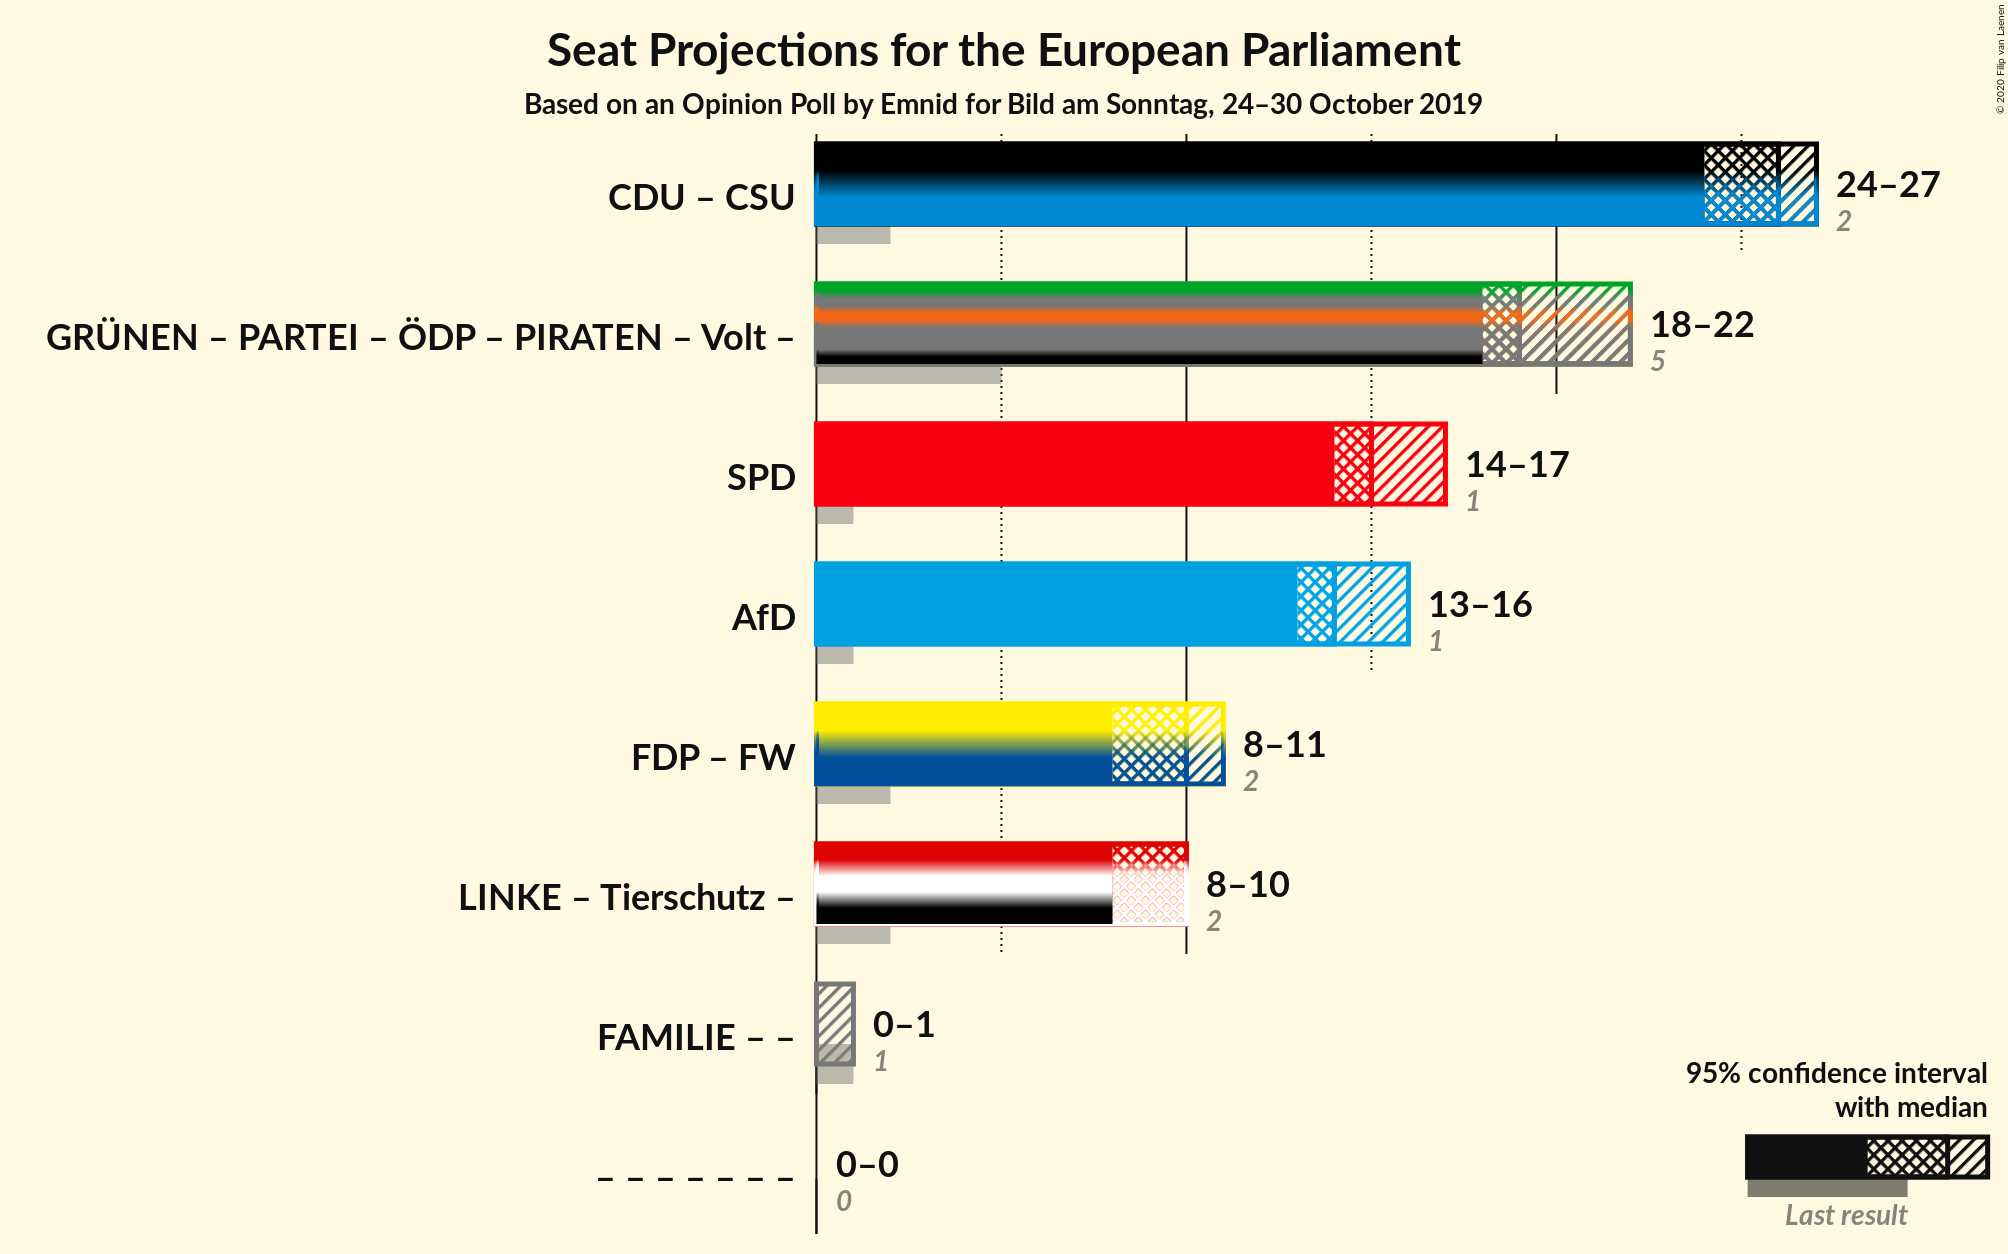 Seat Projections for the European Parliament
Based on an Opinion Poll by Emnid for Bild am Sonntag, 24–30 October 2019
© 2020 Filip van Laenen
CDU – CSU
24–27
2
GRÜNEN – PARTEI – ÖDP – PIRATEN – Volt –
18–22
5
SPD
14–17
1
AfD
13–16
1
FDP – FW
8–11
2
LINKE – Tierschutz –
8–10
2
FAMILIE – –
0–1
1
– – – – – – –
0–0
0
95% confidence interval
with median
Last result